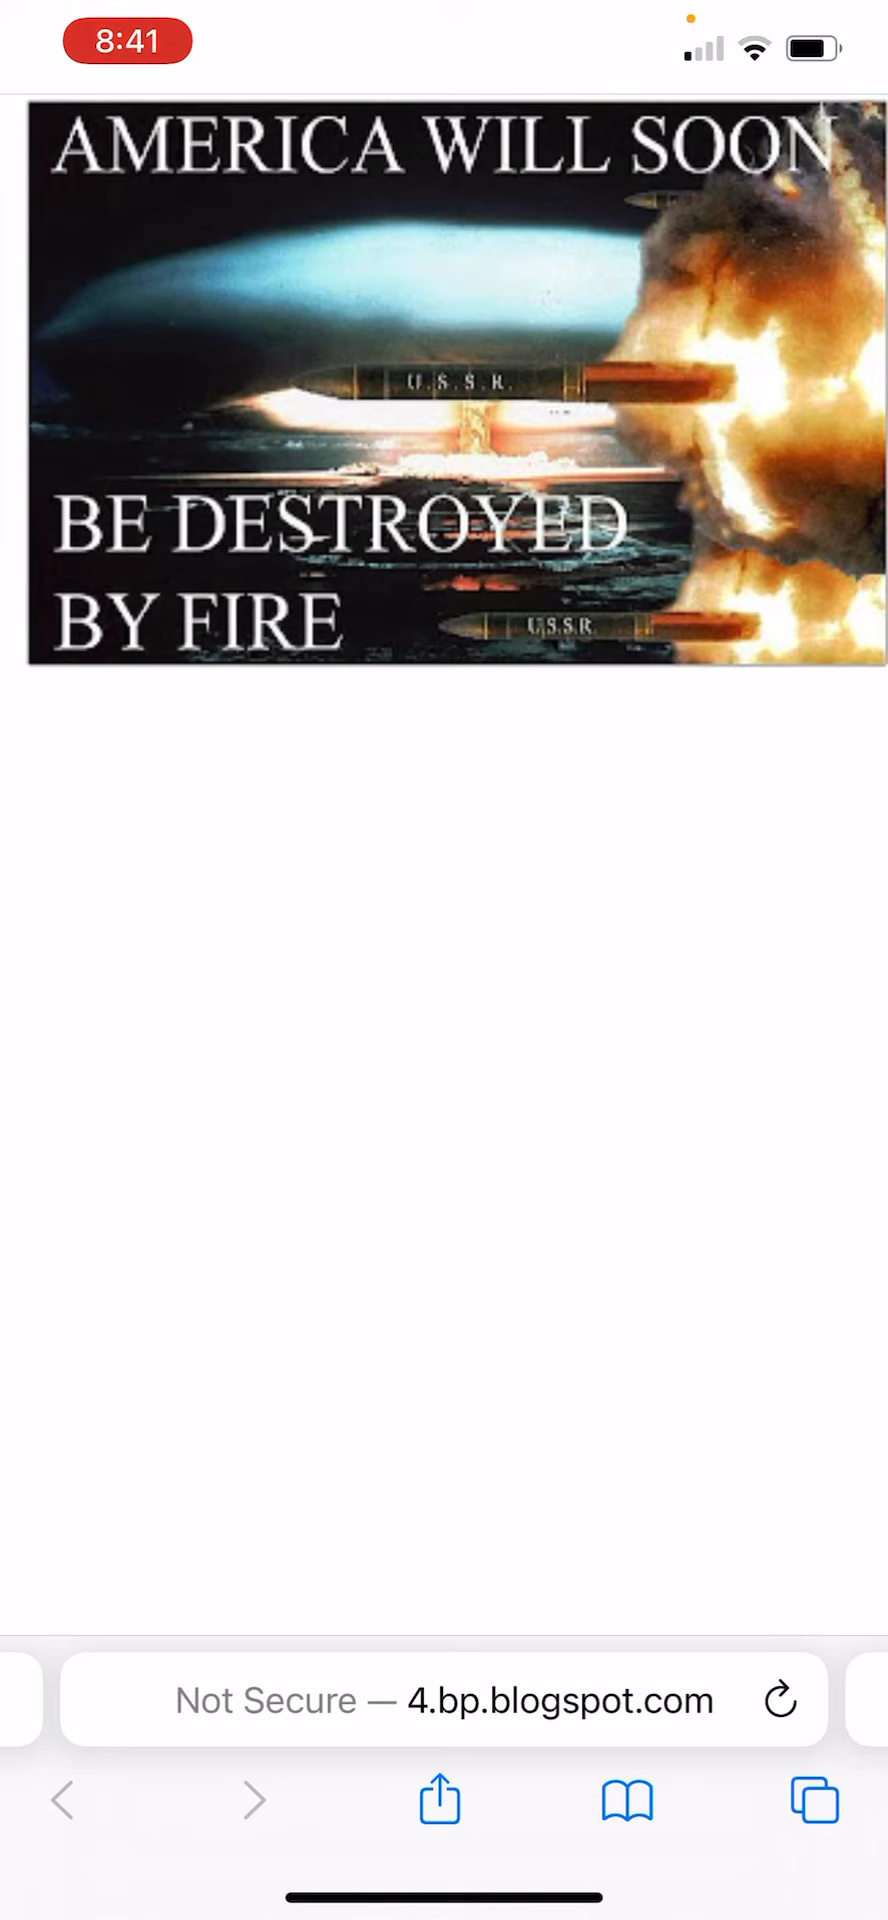 8:41
AMERICA WILL SOON
U.S.S.R.
BE DESTROYED
BY FIRE
U.S.S.R.
Not Secure — 4.bp.blogspot.com